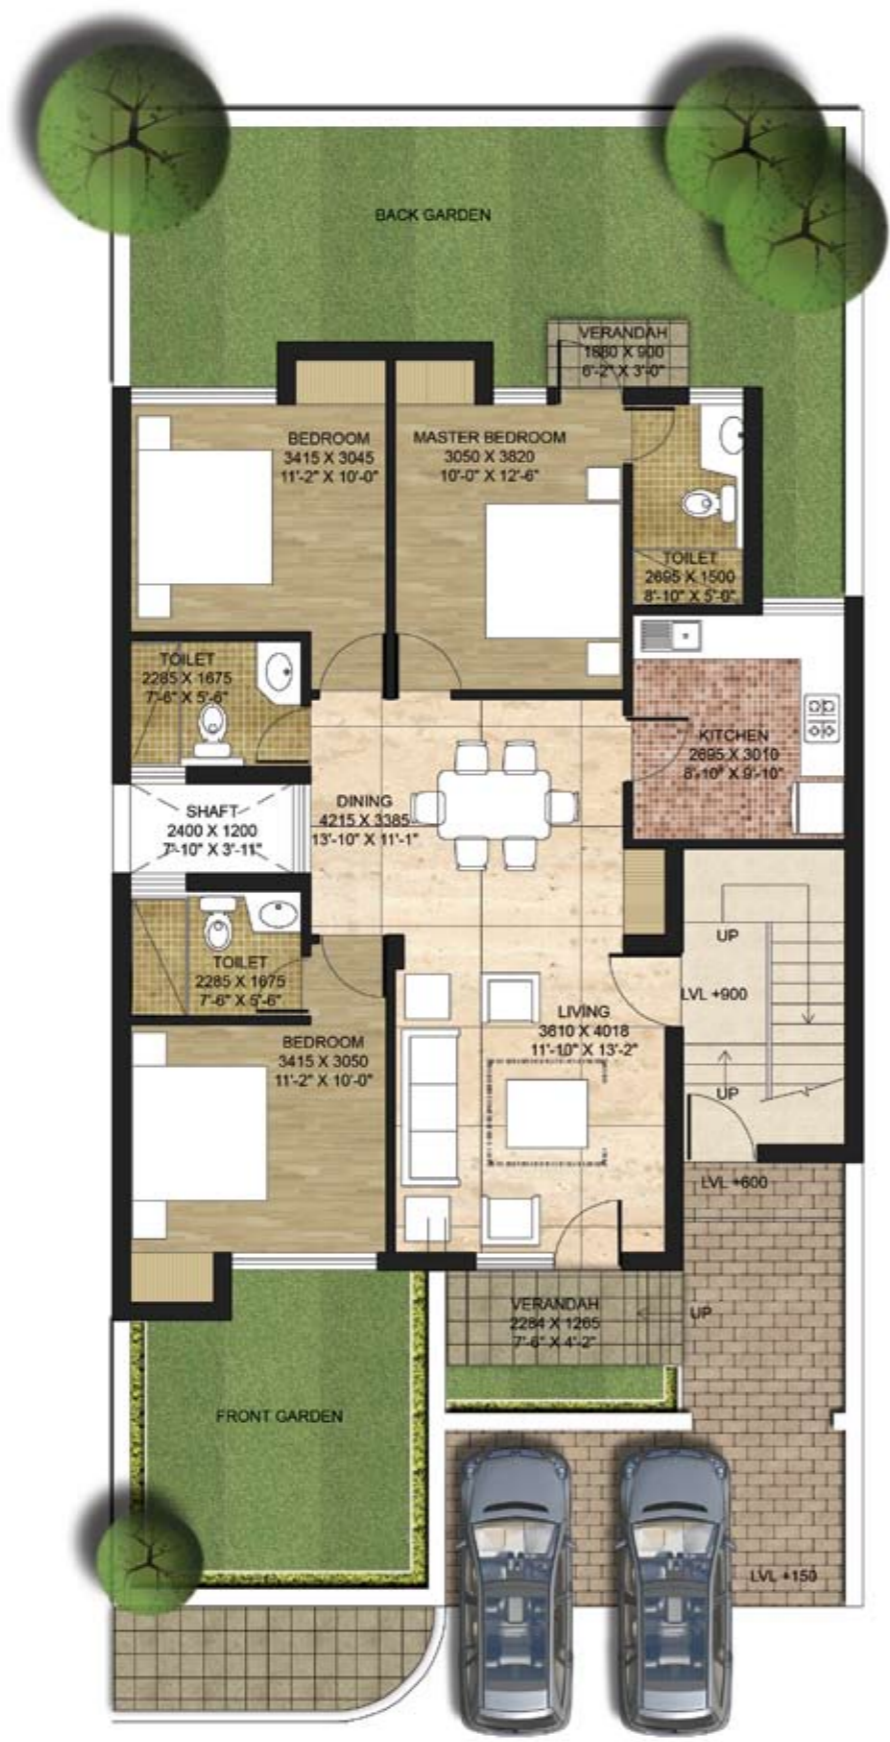 BACK GARDEN
VERANDAH
1880 X 900
6'-2" X 3'-0"
BEDROOM
3415 X 3045
11'-2" X 10'-0"
MASTER BEDROOM
3050 X 3820
10'-0" X 12'-6"
TOILET
2695 X 1500
8'-10" X 5'-0"
TOILET
2285 X 1675
7'-6" X 5'-6"
KITCHEN
2695 X 3010
8'-10" X 9'-10"
SHAFT
2400 X 1200
7'-10" X 3'-11"
DINING
4215 X 3385
13'-10" X 11'-1"
UP
TOILET
2285 X 1675
7'-6" X 5'-6"
LVL +900
LIVING
3610 X 4018
11'-10" X 13'-2"
BEDROOM
3415 X 3050
11'-2" X 10'-0"
UP
LVL +600
VERANDAH
2284 X 1265
7'-6" X 4'-2"
UP
FRONT GARDEN
LVL +150